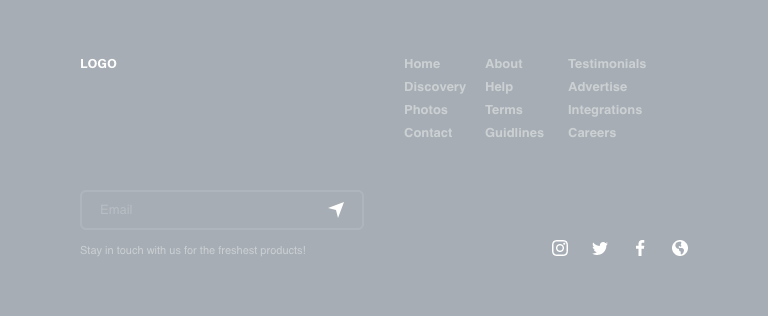 LOGO
Home About Testimonials
Discovery Help Advertise
Photos Terms Integrations
Contact Guidlines Careers
Email
Stay in touch with us for the freshest products!